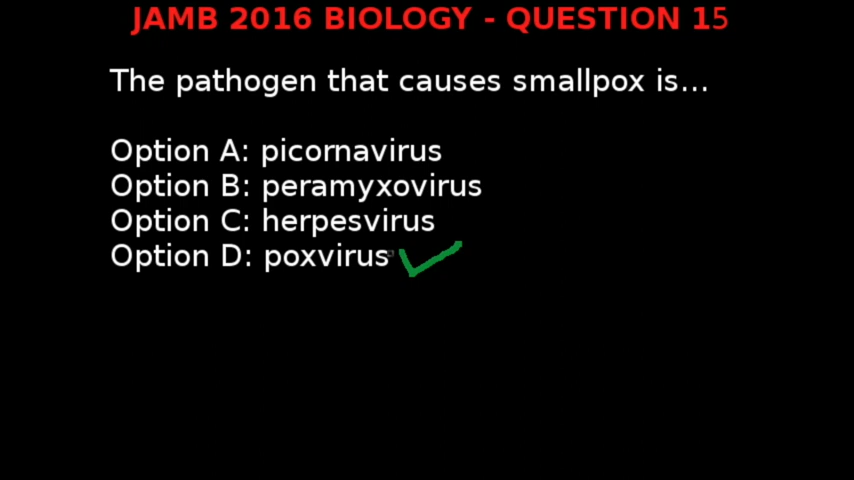 JAMB 2016 BIOLOGY - QUESTION 15
The pathogen that causes smallpox is...
Option A: picornavirus
Option B: peramyxovirus
Option C: herpesvirus
Option D: poxvirus